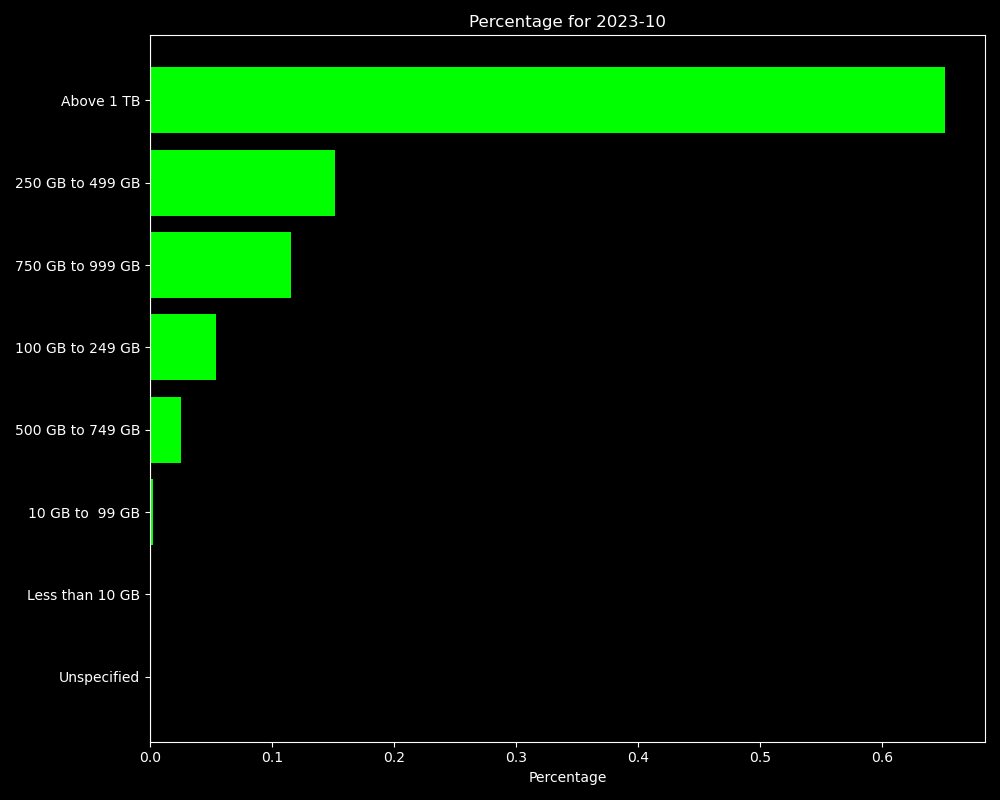 Percentage for 2023-10
Above 1 TB
250 GB to 499 GB
750 GB to 999 GB
100 GB to 249 GB
500 GB to 749 GB
10 GB to  99 GB
Less than 10 GB
Unspecified
0.0 0.1 0.2 0.3 0.4 0.5 0.6
Percentage